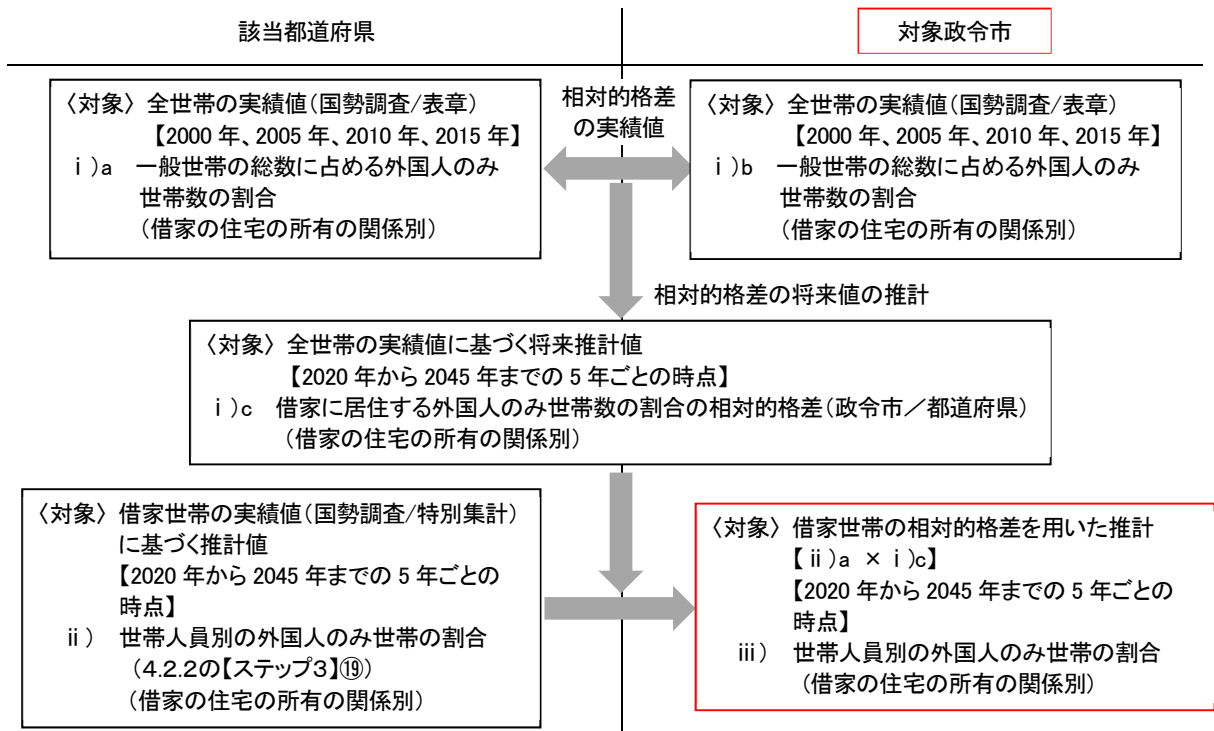 該当都道府県
対象政令市
〈対象〉 全世帯の実績値(国勢調査/表章)
【2000 年、2005 年、2010 年、2015 年】
ⅰ)a 一般世帯の総数に占める外国人のみ
世帯数の割合
(借家の住宅の所有の関係別)
相対的格差
の実績値
〈対象〉 全世帯の実績値(国勢調査/表章)
【2000 年、2005 年、2010 年、2015 年】
ⅰ)b 一般世帯の総数に占める外国人のみ
世帯数の割合
(借家の住宅の所有の関係別)
相対的格差の将来値の推計
〈対象〉 全世帯の実績値に基づく将来推計値
【2020 年から 2045 年までの 5 年ごとの時点】
ⅰ)c 借家に居住する外国人のみ世帯数の割合の相対的格差(政令市／都道府県)
(借家の住宅の所有の関係別)
〈対象〉 借家世帯の実績値(国勢調査/特別集計)
に基づく推計値
【2020 年から 2045 年までの 5 年ごとの
時点】
ⅱ) 世帯人員別の外国人のみ世帯の割合
(4.2.2の【ステップ3】⑲)
(借家の住宅の所有の関係別)
〈対象〉 借家世帯の相対的格差を用いた推計
【ⅱ)a × ⅰ)c】
【2020 年から 2045 年までの 5 年ごとの
時点】
ⅲ) 世帯人員別の外国人のみ世帯の割合
(借家の住宅の所有の関係別)